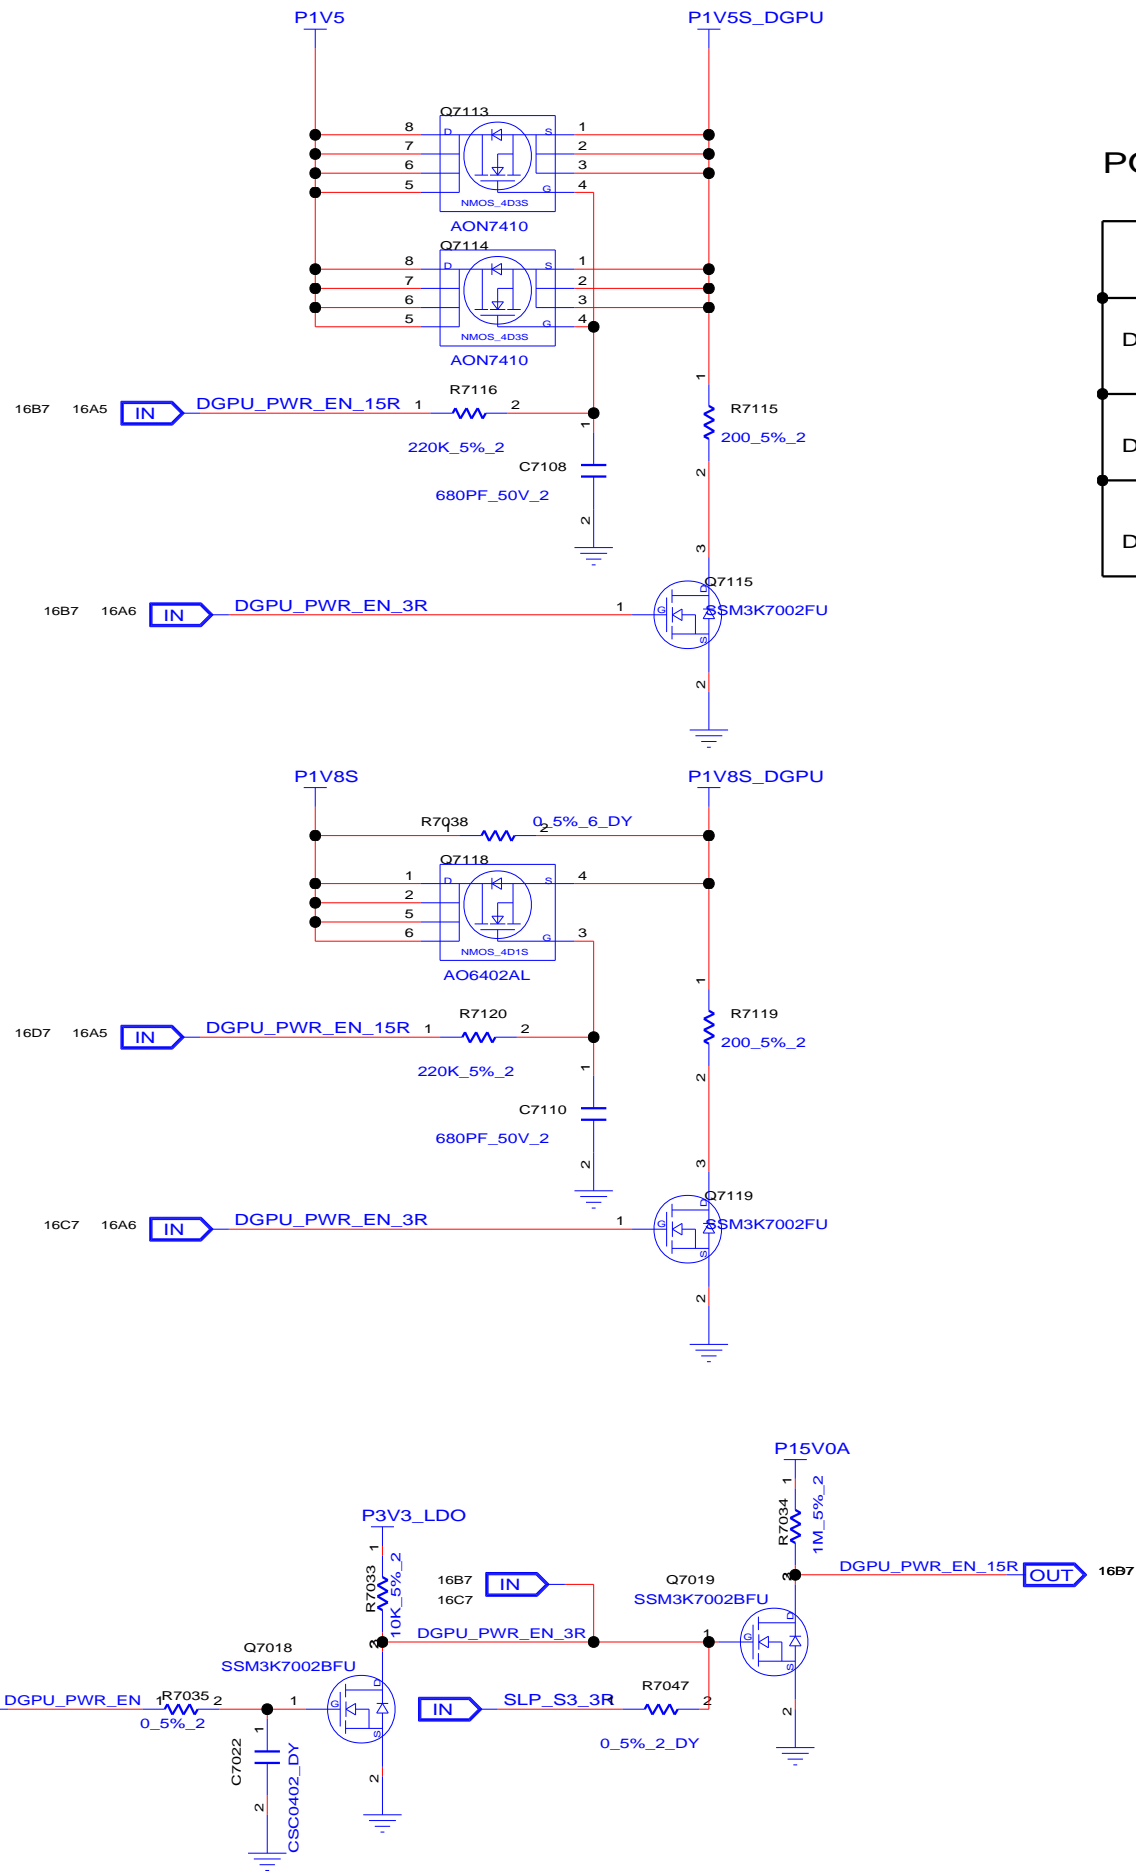 P1V5
P1V5S_DGPU
Q7113
8 D S 1
7 2
6 3
5 G 4
NMOS_4D3S
AON7410
Q7114
8 D S 1
7 2
6 3
5 G 4
NMOS_4D3S
AON7410
16B7 16A5 IN DGPU_PWR_EN_15R 1 R7116 2
220K_5%_2
1
C7108
680PF_50V_2
2
1
R7115
200_5%_2
2
3
Q7115
D
SSM3K7002FU
16B7 16A6 IN DGPU_PWR_EN_3R 1 G
S
2
P1V8S
P1V8S_DGPU
R7038 1 2 0_5%_6_DY
Q7118
1 D S 4
2
5
6 G 3
NMOS_4D1S
AO6402AL
16D7 16A5 IN DGPU_PWR_EN_15R 1 R7120 2
220K_5%_2
1
C7110
680PF_50V_2
2
1
R7119
200_5%_2
2
3
Q7119
D
SSM3K7002FU
16C7 16A6 IN DGPU_PWR_EN_3R 1 G
S
2
P15V0A
1
R7034
1M_5%_2
P3V3_LDO
1
R7033
10K_5%_2
16B7
16C7
IN
DGPU_PWR_EN_3R
Q7019
SSM3K7002BFU
1 G D S
2
DGPU_PWR_EN_15R OUT 16B7
Q7018
SSM3K7002BFU
DGPU_PWR_EN 1 R7035 2
0_5%_2
1 G D S
2
IN SLP_S3_3R 1 R7047 2
0_5%_2_DY
1
C7022
CSC0402_DY
2
D
D
D